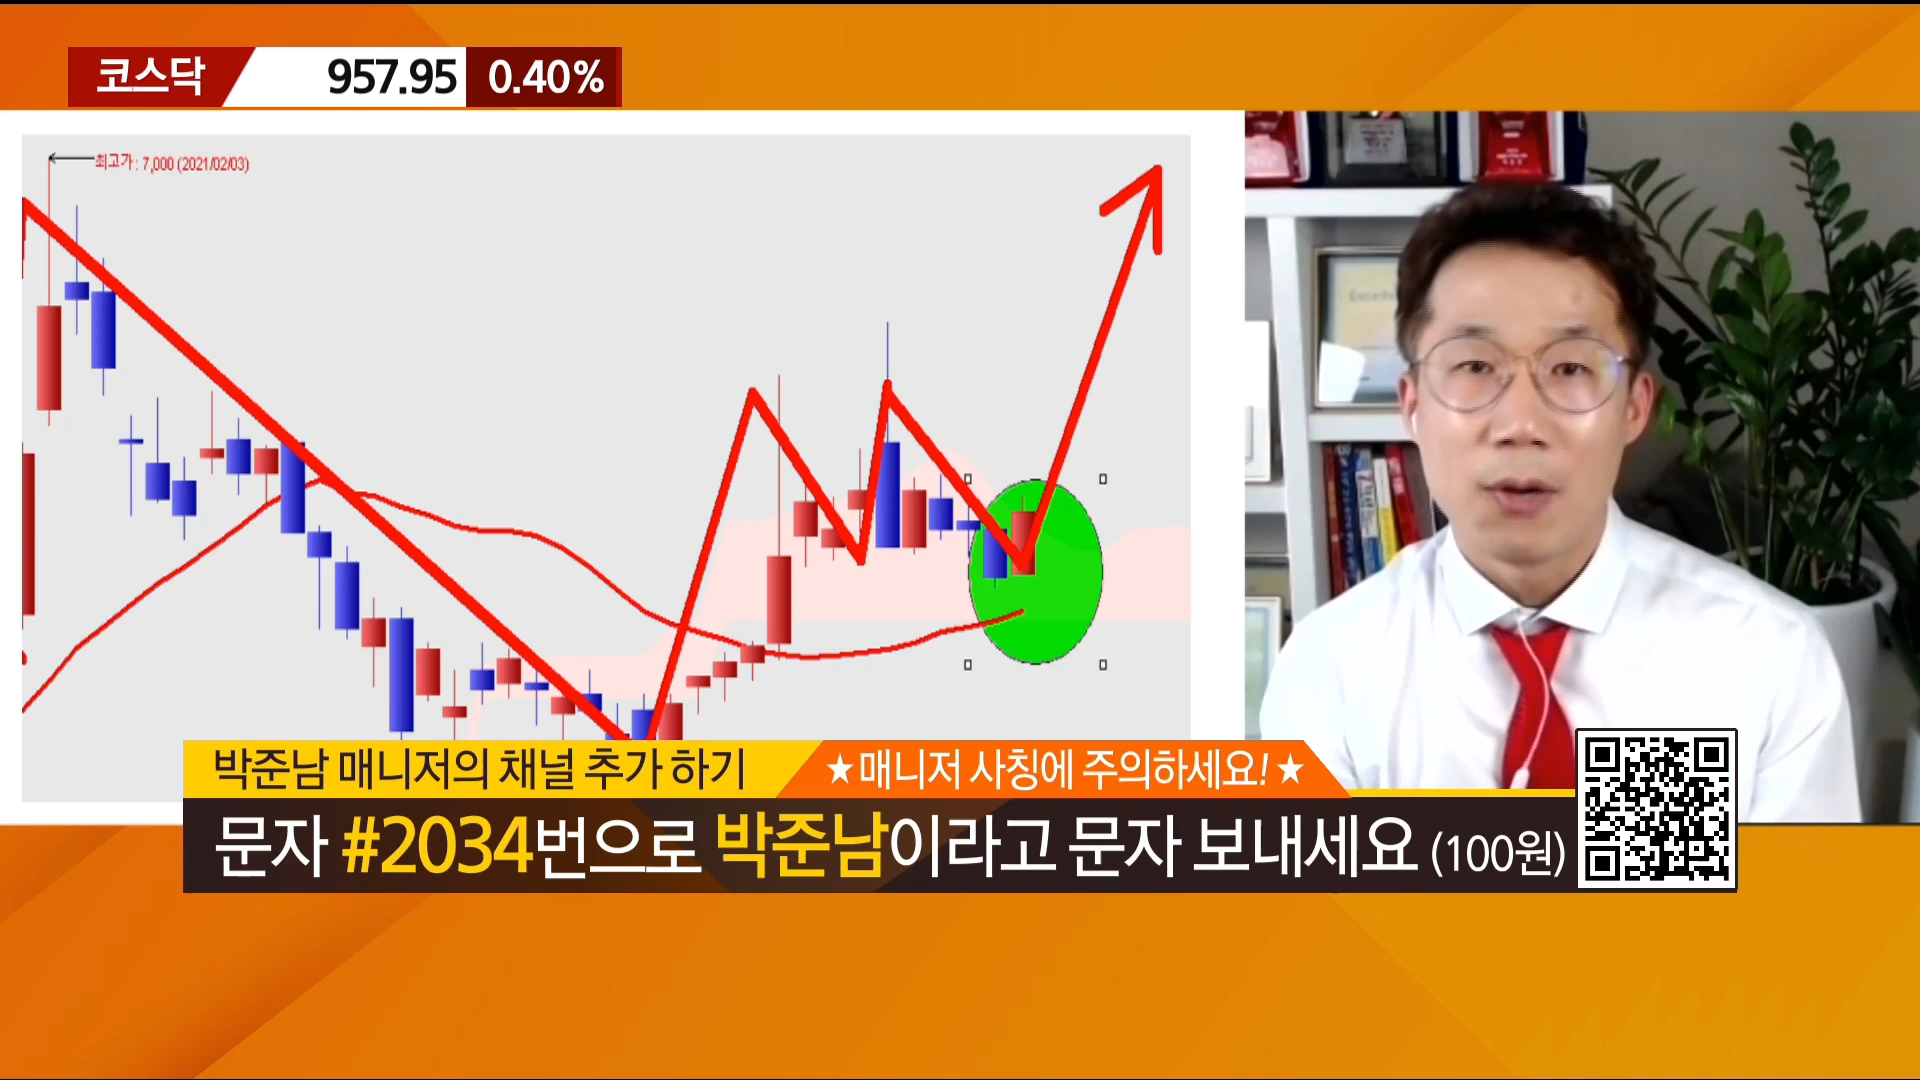 코스닥 957.95 0.40%
최고가 : 7,000 (2021/02/03)
박준남 매니저의 채널 추가 하기
★매니저 사칭에 주의하세요!★
문자 #2034번으로 박준남이라고 문자 보내세요 (100원)